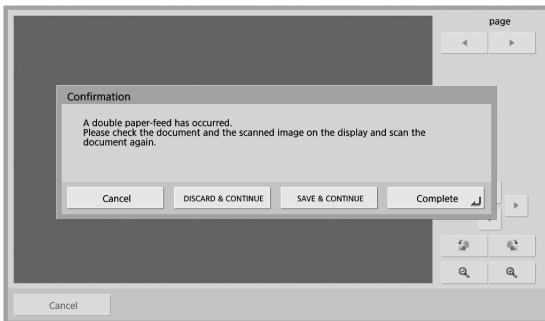 page
Confirmation
A double paper-feed has occurred.
Please check the document and the scanned image on the display and scan the
document again.
Cancel
DISCARD & CONTINUE
SAVE & CONTINUE
Complete
Cancel